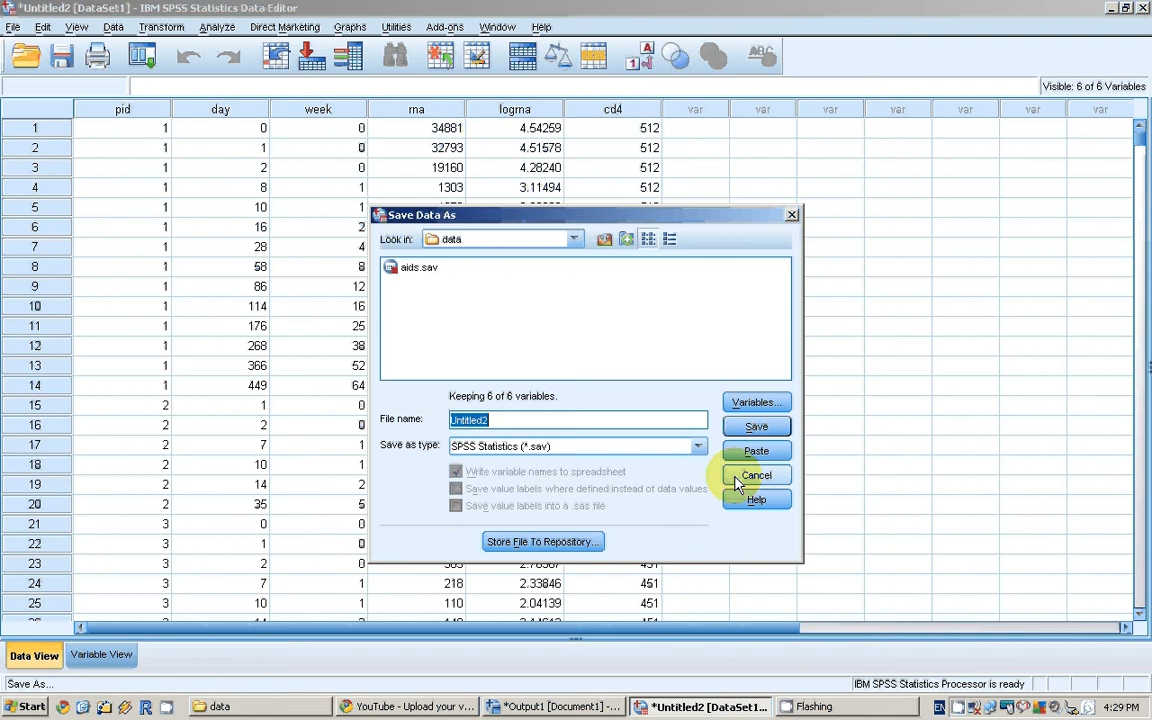 *Untitled2 [DataSet1] - IBM SPSS Statistics Data Editor
File Edit View Data Transform Analyze Direct Marketing Graphs Utilities Add-ons Window Help
Visible: 6 of 6 Variables
pid day week rna logrna cd4 var var var var var var var
1 1 0 0 34881 4.54259 512
2 1 1 0 32793 4.51578 512
3 1 2 0 19160 4.28240 512
4 1 8 1 1303 3.11494 512
5 1 10 1
6 1 16 2
7 1 28 4
8 1 58 8
9 1 86 12
10 1 114 16
11 1 176 25
12 1 268 38
13 1 366 52
14 1 449 64
15 2 1 0
16 2 2 0
17 2 7 1
18 2 10 1
19 2 14 2
20 2 35 5
21 3 0 0
22 3 1 0
23 3 2 0
24 3 7 1 218 2.33846 451
25 3 10 1 110 2.04139 451
Save Data As
Look in: data
aids.sav
Keeping 6 of 6 variables.
Variables...
File name: Untitled2
Save
Save as type: SPSS Statistics (*.sav)
Paste
Write variable names to spreadsheet
Cancel
Save value labels where defined instead of data values
Help
Save value labels into a .sas file
Store File To Repository...
Data View Variable View
Save As... IBM SPSS Statistics Processor is ready
Start data YouTube - Upload your v... *Output1 [Document1] -... *Untitled2 [DataSet1... Flashing EN 4:29 PM